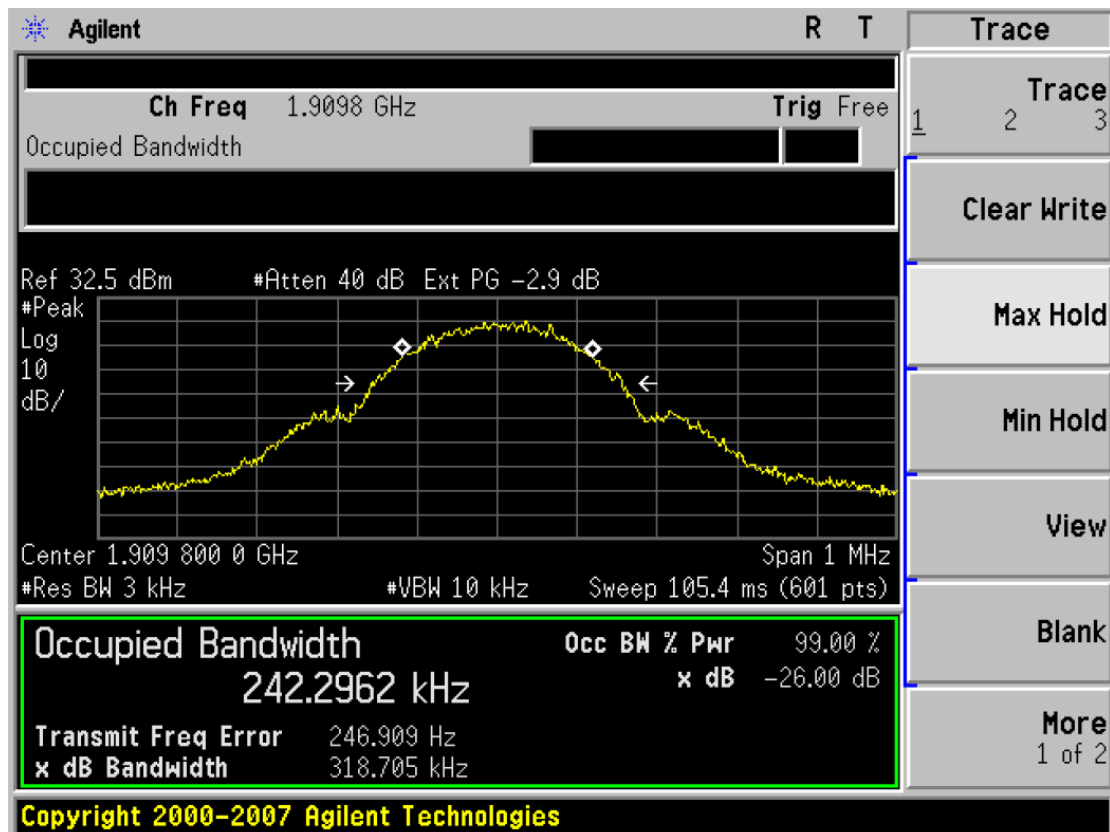 Agilent R T
Ch Freq 1.9098 GHz Trig Free
Occupied Bandwidth
Ref 32.5 dBm #Atten 40 dB Ext PG -2.9 dB
#Peak
Log
10
dB/
Center 1.909 800 0 GHz Span 1 MHz
#Res BW 3 kHz #VBW 10 kHz Sweep 105.4 ms (601 pts)
Occupied Bandwidth Occ BW % Pwr 99.00 %
242.2962 kHz x dB -26.00 dB
Transmit Freq Error 246.909 Hz
x dB Bandwidth 318.705 kHz
Copyright 2000-2007 Agilent Technologies
Trace
Trace
1 2 3
Clear Write
Max Hold
Min Hold
View
Blank
More
1 of 2